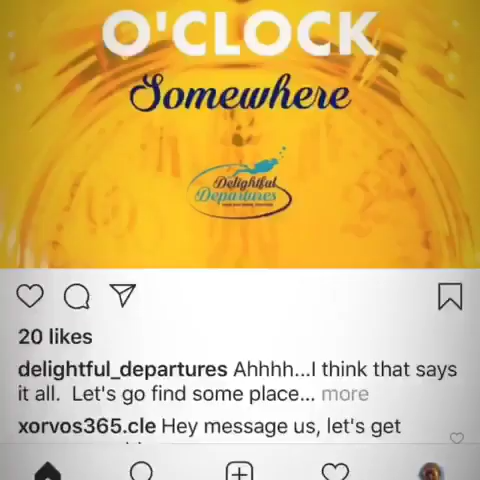 O'CLOCK
Somewhere
Delightful
Departures
20 likes
delightful_departures Ahhhh...I think that says
it all. Let's go find some place... more
xorvos365.cle Hey message us, let's get